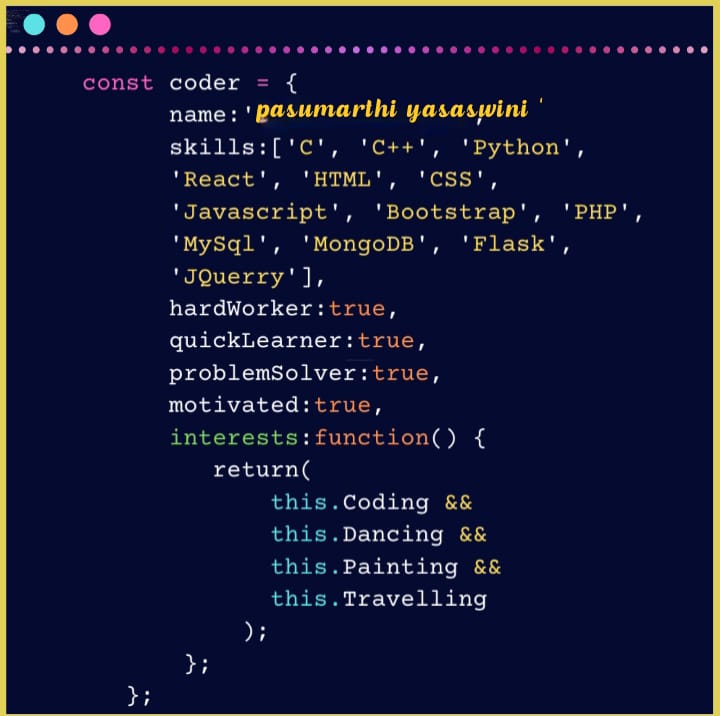 const coder = {
name:'pasumarthi yasaswini ',
skills:['C', 'C++', 'Python',
'React', 'HTML', 'CSS',
'Javascript', 'Bootstrap', 'PHP',
'MySql', 'MongoDB', 'Flask',
'JQuerry'],
hardWorker:true,
quickLearner:true,
problemSolver:true,
motivated:true,
interests:function() {
return(
this.Coding &&
this.Dancing &&
this.Painting &&
this.Travelling
);
};
};